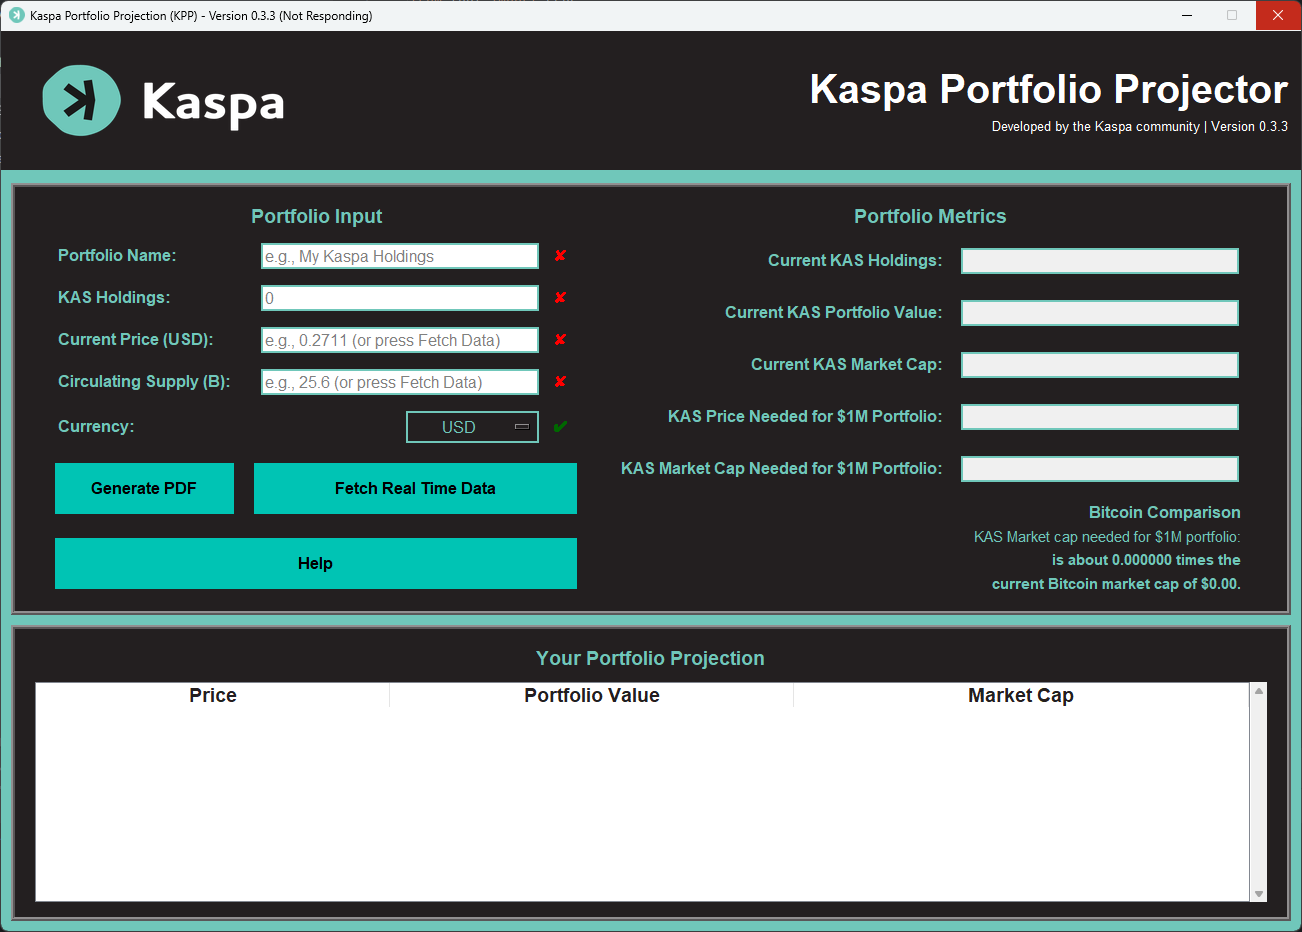 Kaspa Portfolio Projection (KPP) - Version 0.3.3 (Not Responding)
Kaspa
Kaspa Portfolio Projector
Developed by the Kaspa community | Version 0.3.3
Portfolio Input
Portfolio Name:
e.g., My Kaspa Holdings
KAS Holdings:
0
Current Price (USD):
e.g., 0.2711 (or press Fetch Data)
Circulating Supply (B):
e.g., 25.6 (or press Fetch Data)
Currency:
USD
Generate PDF
Fetch Real Time Data
Help
Portfolio Metrics
Current KAS Holdings:
Current KAS Portfolio Value:
Current KAS Market Cap:
KAS Price Needed for $1M Portfolio:
KAS Market Cap Needed for $1M Portfolio:
Bitcoin Comparison
KAS Market cap needed for $1M portfolio:
is about 0.000000 times the
current Bitcoin market cap of $0.00.
Your Portfolio Projection
Price
Portfolio Value
Market Cap